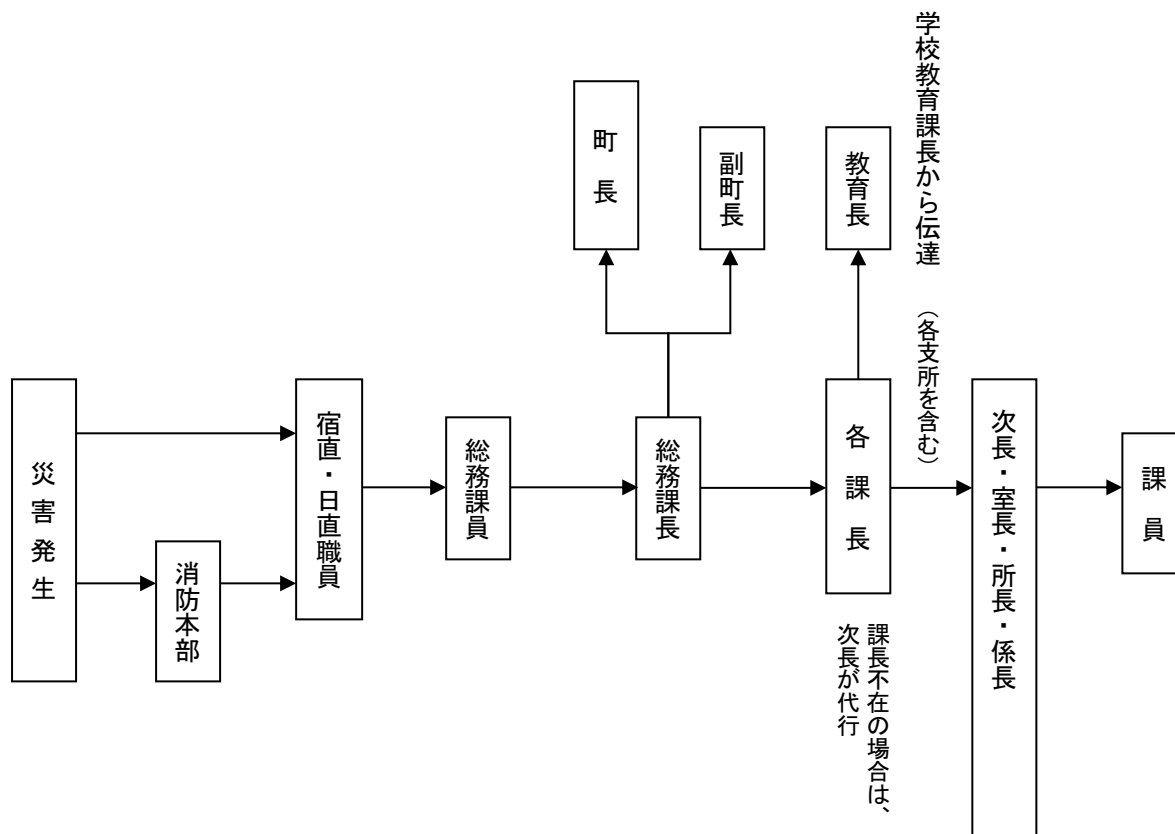 災害発生
消防本部
宿直・日直職員
総務課員
総務課長
町長
副町長
教育長
学校教育課長から伝達
各課長
（各支所を含む）
課長不在の場合は、
次長が代行
次長・室長・所長・係長
課員